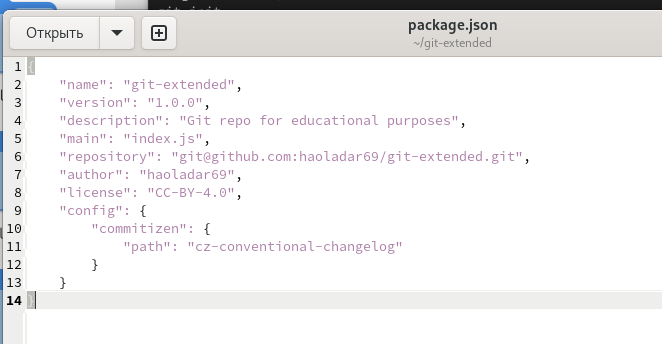 git init
Открыть
package.json
~/git-extended
1 {
2     "name": "git-extended",
3     "version": "1.0.0",
4     "description": "Git repo for educational purposes",
5     "main": "index.js",
6     "repository": "git@github.com:haoladar69/git-extended.git",
7     "author": "haoladar69",
8     "license": "CC-BY-4.0",
9     "config": {
10         "commitizen": {
11             "path": "cz-conventional-changelog"
12         }
13     }
14 }